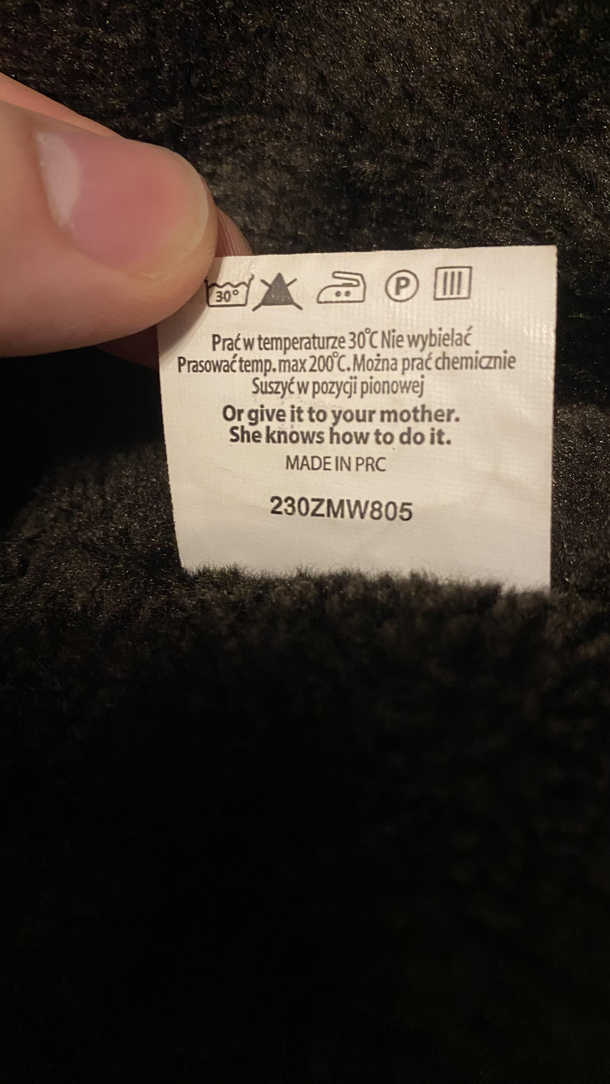 30°
P
Prać w temperaturze 30°C Nie wybielać
Prasować temp. max 200°C. Można prać chemicznie
Suszyć w pozycji pionowej
Or give it to your mother.
She knows how to do it.
MADE IN PRC
230ZMW805